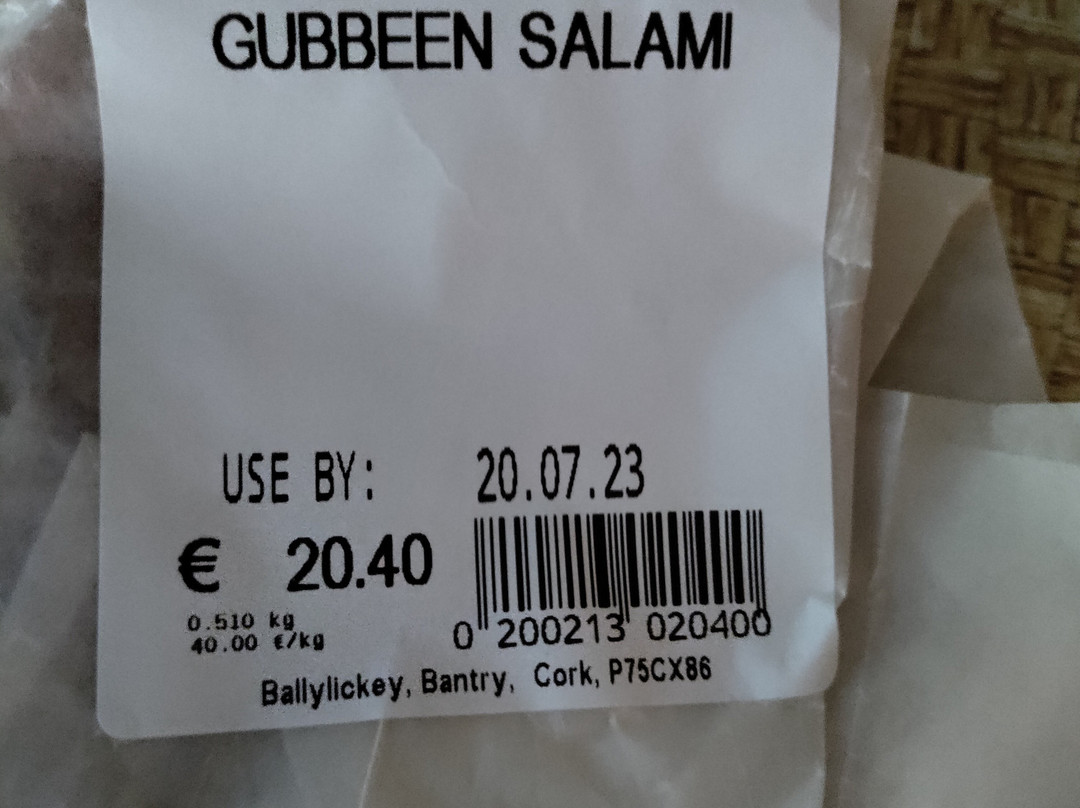 GUBBEEN SALAMI
USE BY: 20.07.23
€ 20.40
0.510 kg
40.00 €/kg
0 200213 020400
Ballylickey, Bantry, Cork, P75CX86